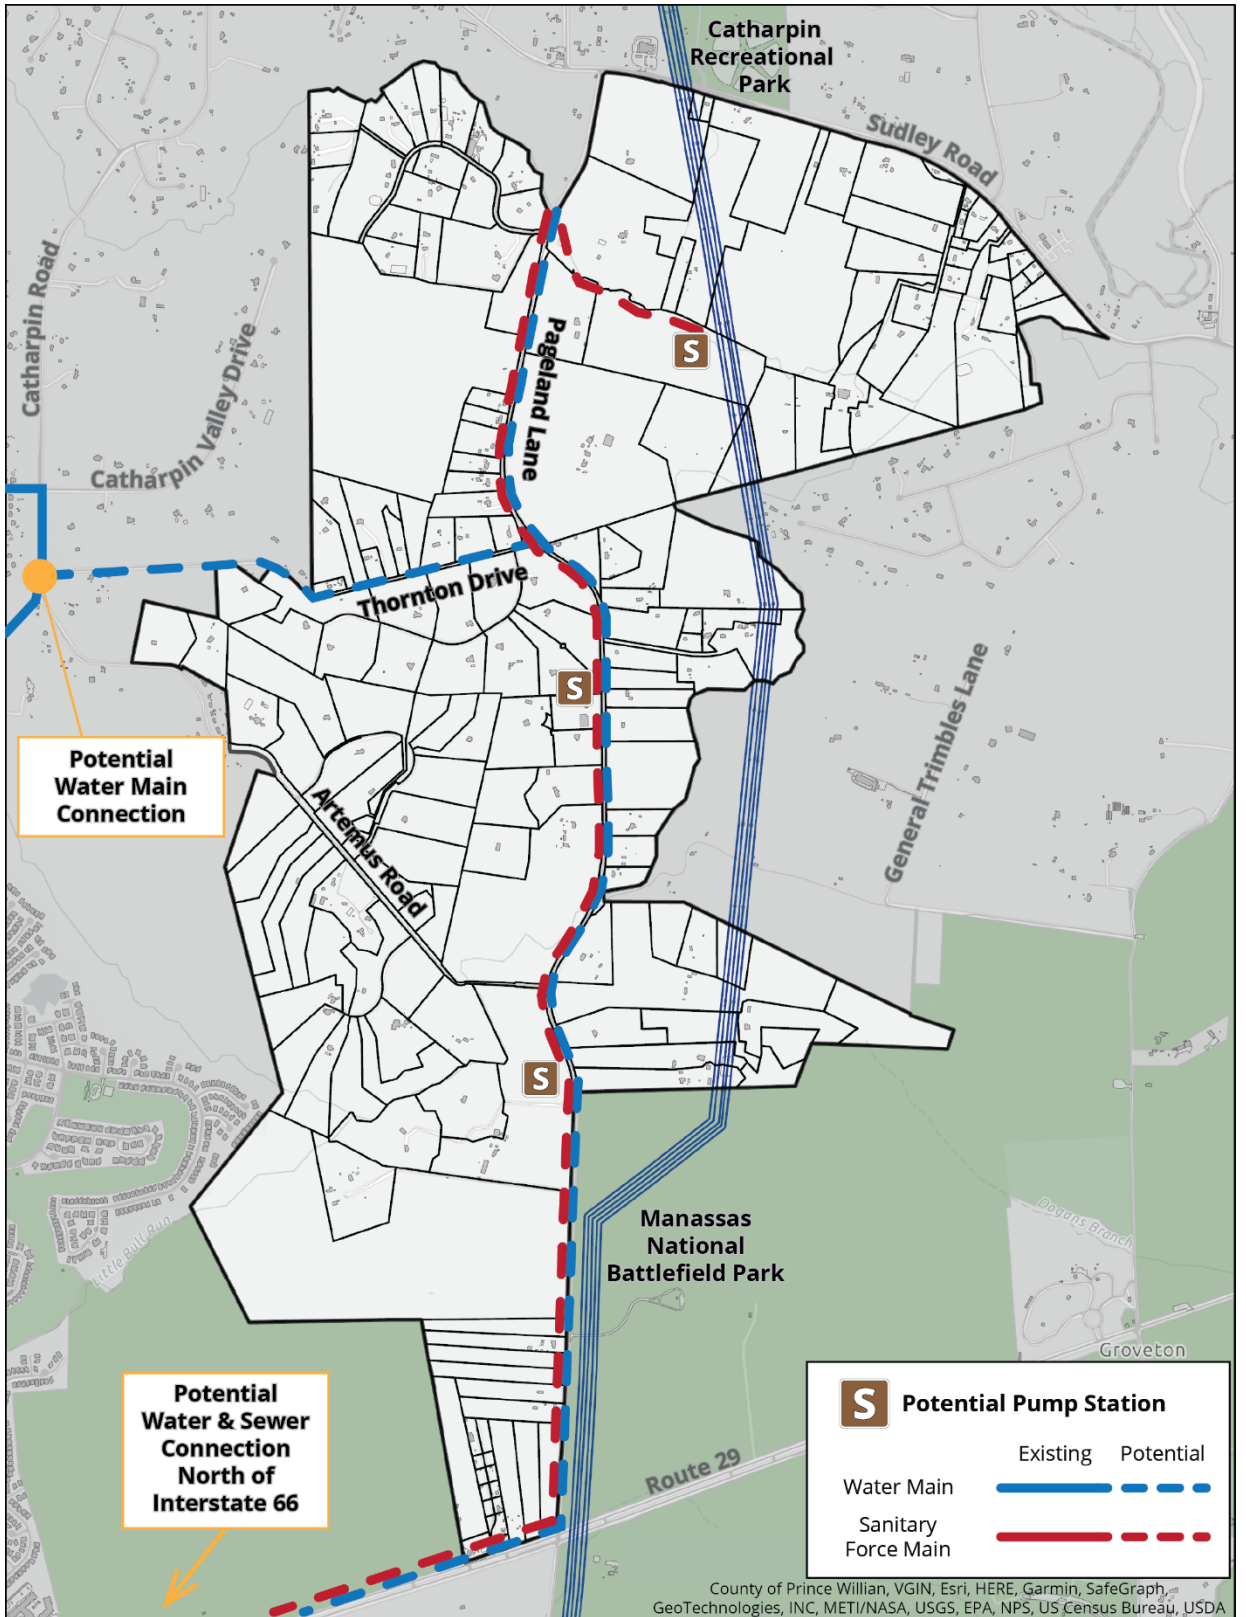 Catharpin
Recreational
Park
Sudley Road
Catharpin Road
Catharpin Valley Drive
Pageland Lane
S
Thornton Drive
S
General Trimbles Lane
Potential
Water Main
Connection
Artemus Road
S
Little Bull Run
Dogans Branch
Manassas
National
Battlefield Park
Groveton
Route 29
Potential
Water & Sewer
Connection
North of
Interstate 66
S Potential Pump Station
Existing Potential
Water Main
Sanitary
Force Main
County of Prince Willian, VGIN, Esri, HERE, Garmin, SafeGraph,
GeoTechnologies, INC, METI/NASA, USGS, EPA, NPS, US Census Bureau, USDA